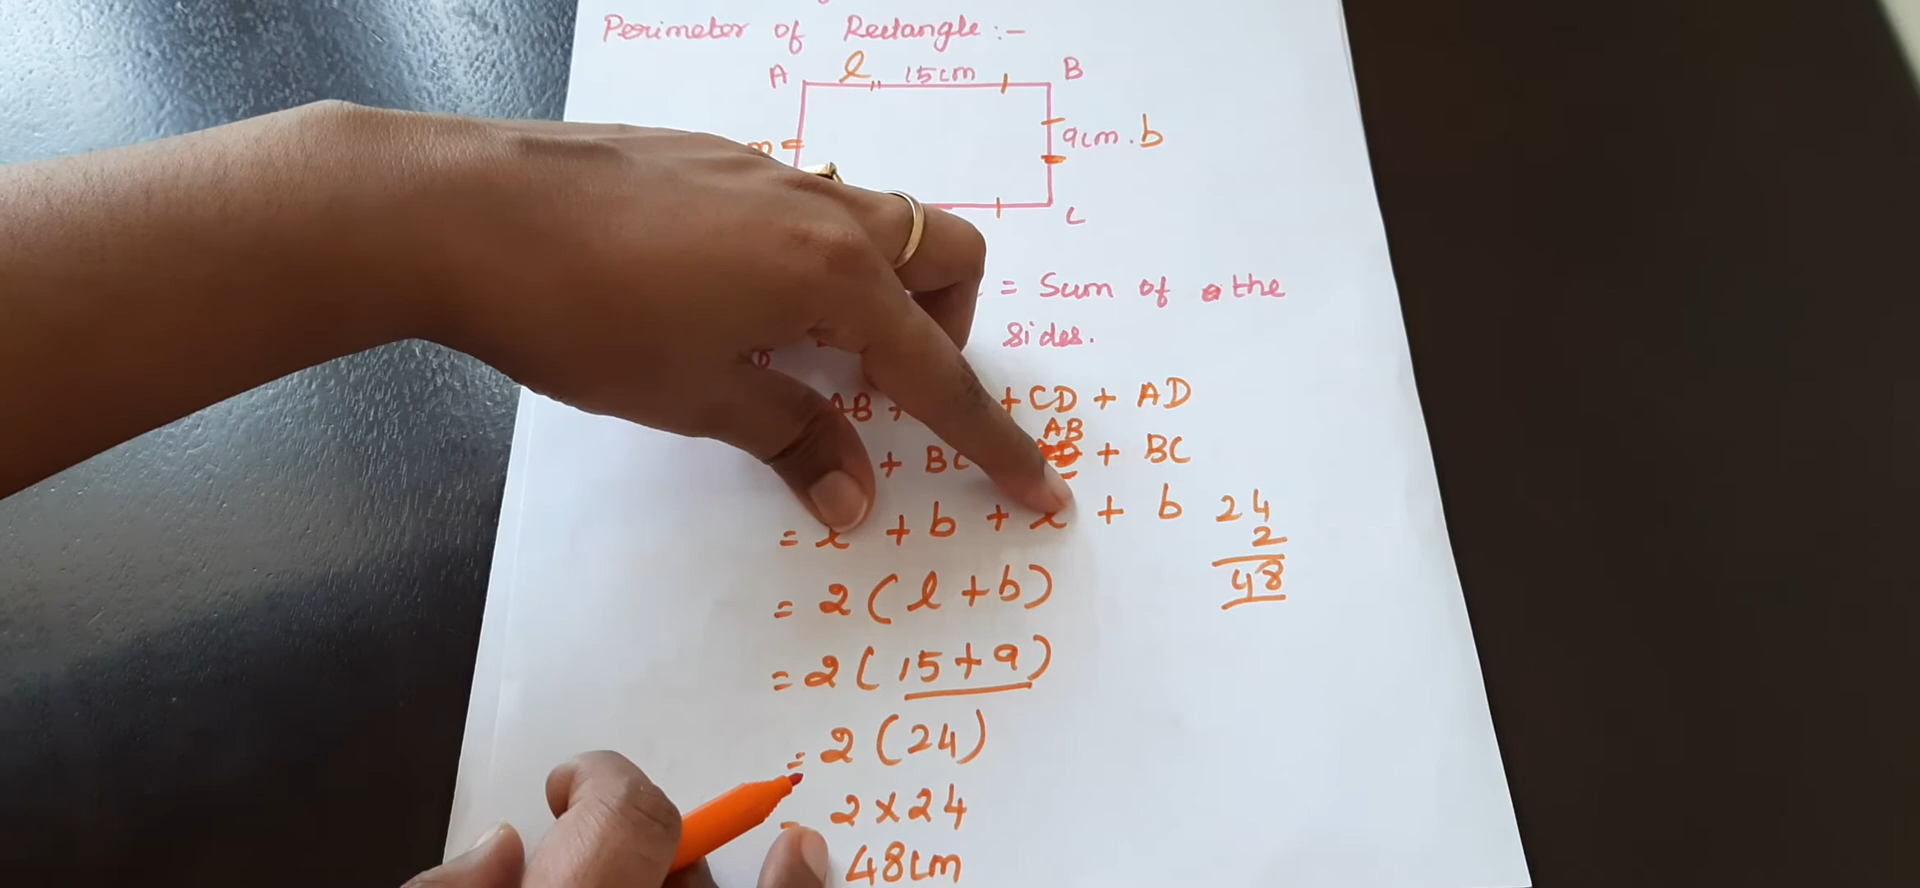 Perimeter of Rectangle :-
A l 15cm B
9cm . b
C
= Sum of the
sides.
AB + + CD + AD
AB
+ BC + BC
= l + b + l + b
24
2
48
= 2 ( l + b )
= 2 ( 15 + 9 )
= 2 ( 24 )
= 2 x 24
48cm